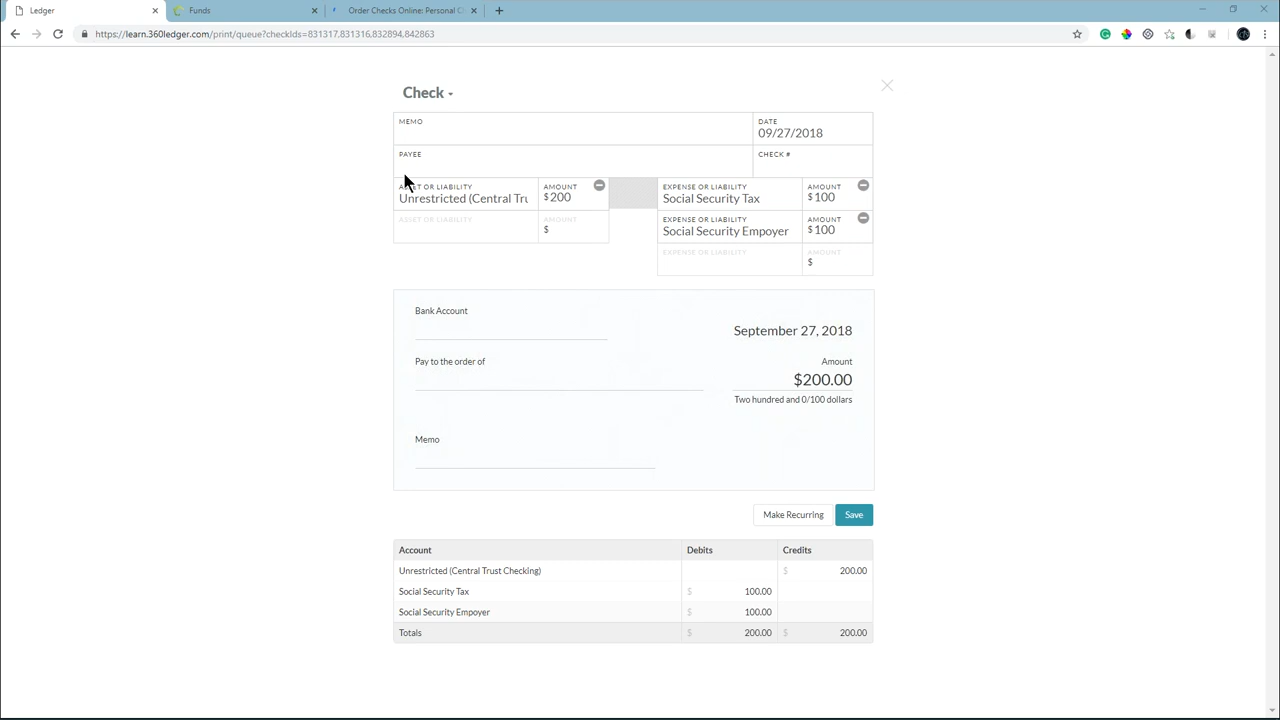 Ledger
Funds
Order Checks Online: Personal C
https://learn.360ledger.com/print/queue?checkIds=831317,831316,832894,842863
Check
MEMO
DATE
09/27/2018
PAYEE
CHECK #
ASSET OR LIABILITY
Unrestricted (Central Tru
AMOUNT
$200
EXPENSE OR LIABILITY
Social Security Tax
AMOUNT
$100
ASSET OR LIABILITY
AMOUNT
$
EXPENSE OR LIABILITY
Social Security Empoyer
AMOUNT
$100
EXPENSE OR LIABILITY
AMOUNT
$
Bank Account
September 27, 2018
Pay to the order of
Amount
$200.00
Two hundred and 0/100 dollars
Memo
Make Recurring
Save
Account Debits Credits
Unrestricted (Central Trust Checking) $ 200.00
Social Security Tax $ 100.00
Social Security Empoyer $ 100.00
Totals $ 200.00 $ 200.00